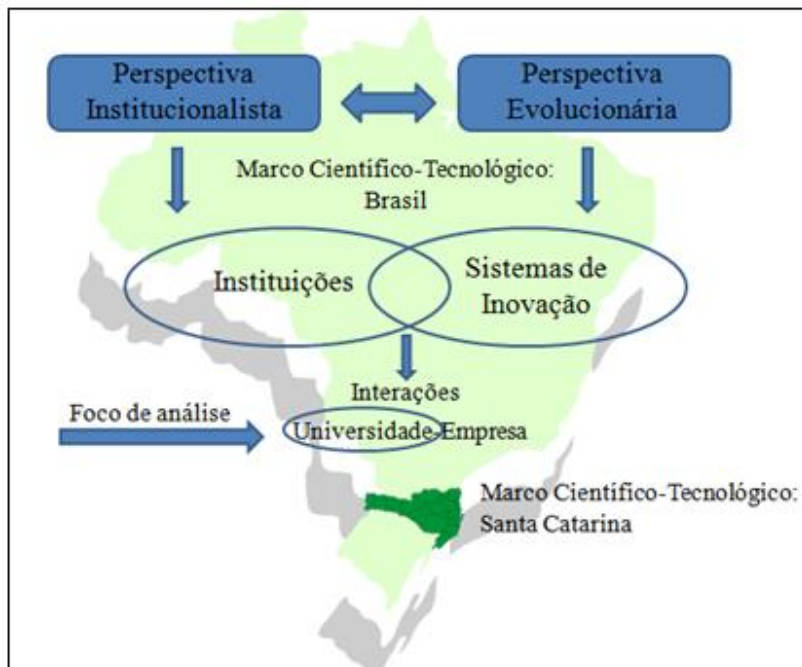 Perspectiva
Institucionalista
Perspectiva
Evolucionária
Marco Científico-Tecnológico:
Brasil
Instituições
Sistemas de
Inovação
Interações
Foco de análise
Universidade-Empresa
Marco Científico-Tecnológico:
Santa Catarina